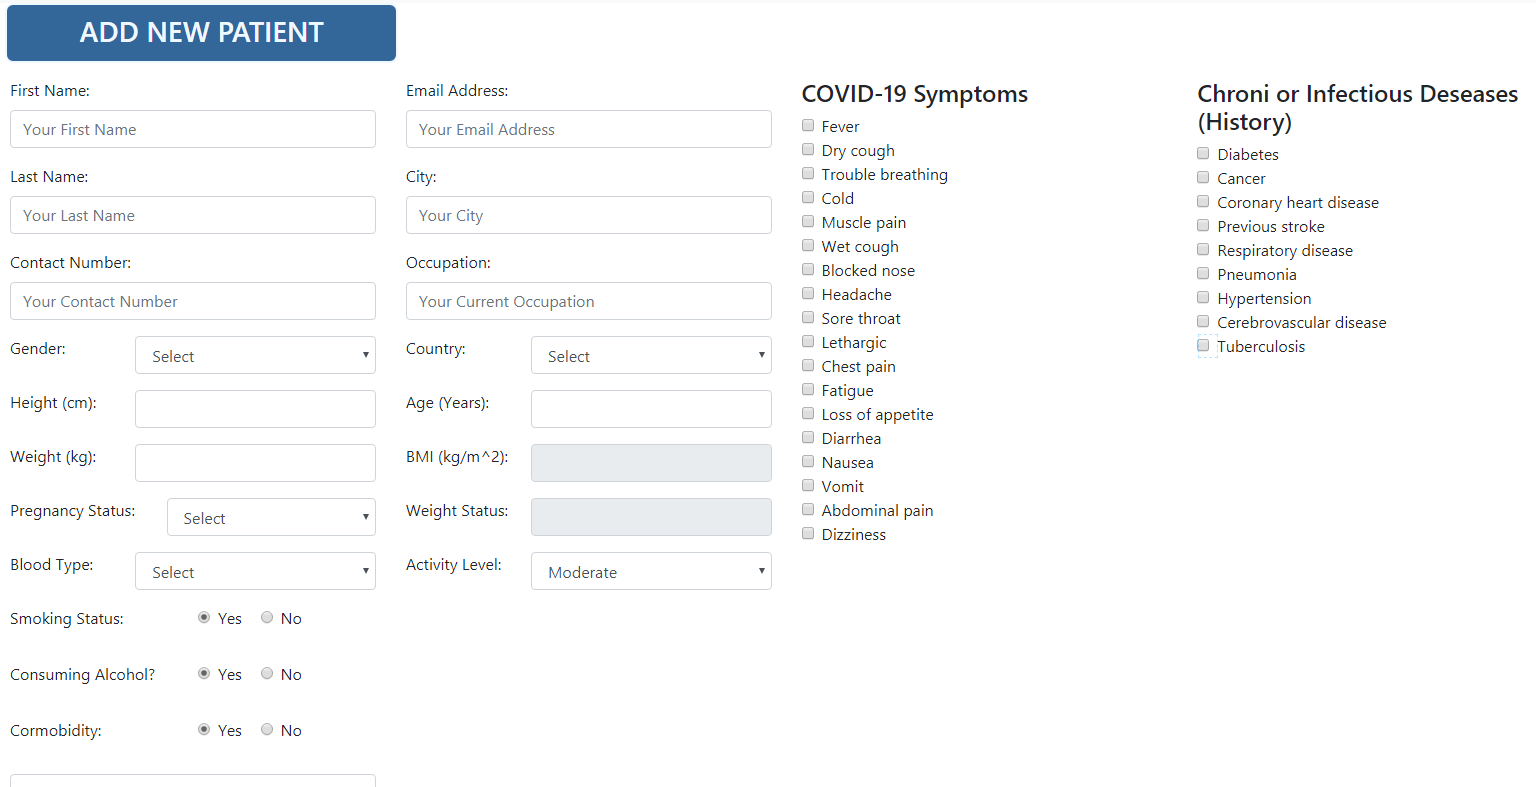 ADD NEW PATIENT
First Name:
Your First Name
Last Name:
Your Last Name
Contact Number:
Your Contact Number
Gender:
Select
Height (cm):
Weight (kg):
Pregnancy Status:
Select
Blood Type:
Select
Smoking Status:
Yes No
Consuming Alcohol?
Yes No
Cormobidity:
Yes No
Email Address:
Your Email Address
City:
Your City
Occupation:
Your Current Occupation
Country:
Select
Age (Years):
BMI (kg/m^2):
Weight Status:
Activity Level:
Moderate
COVID-19 Symptoms
Fever
Dry cough
Trouble breathing
Cold
Muscle pain
Wet cough
Blocked nose
Headache
Sore throat
Lethargic
Chest pain
Fatigue
Loss of appetite
Diarrhea
Nausea
Vomit
Abdominal pain
Dizziness
Chroni or Infectious Deseases
(History)
Diabetes
Cancer
Coronary heart disease
Previous stroke
Respiratory disease
Pneumonia
Hypertension
Cerebrovascular disease
Tuberculosis